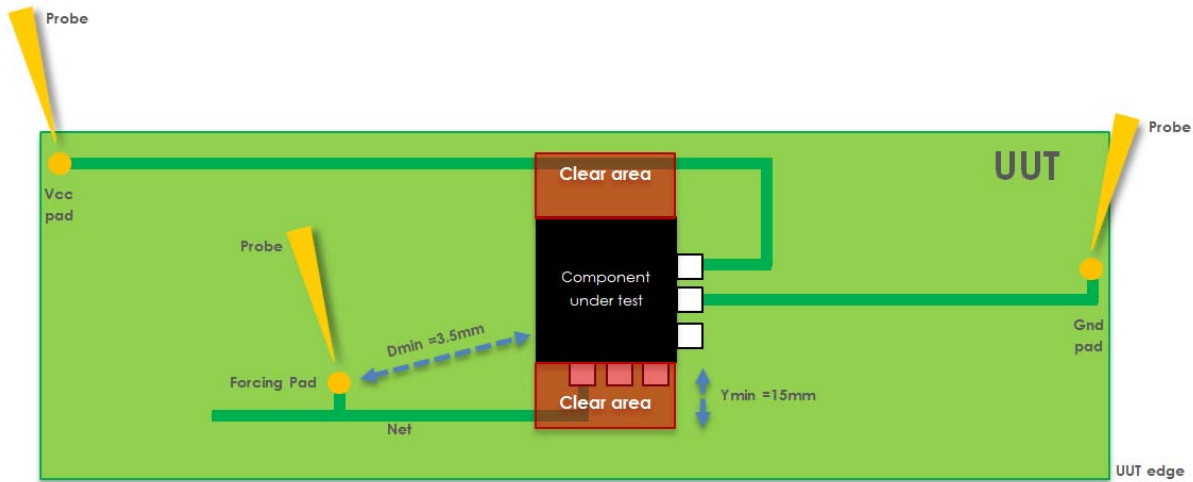 Probe
Probe
UUT
Clear area
Vcc
pad
Probe
Component
under test
Dmin =3.5mm
Gnd
pad
Forcing Pad
Ymin =15mm
Clear area
Net
UUT edge